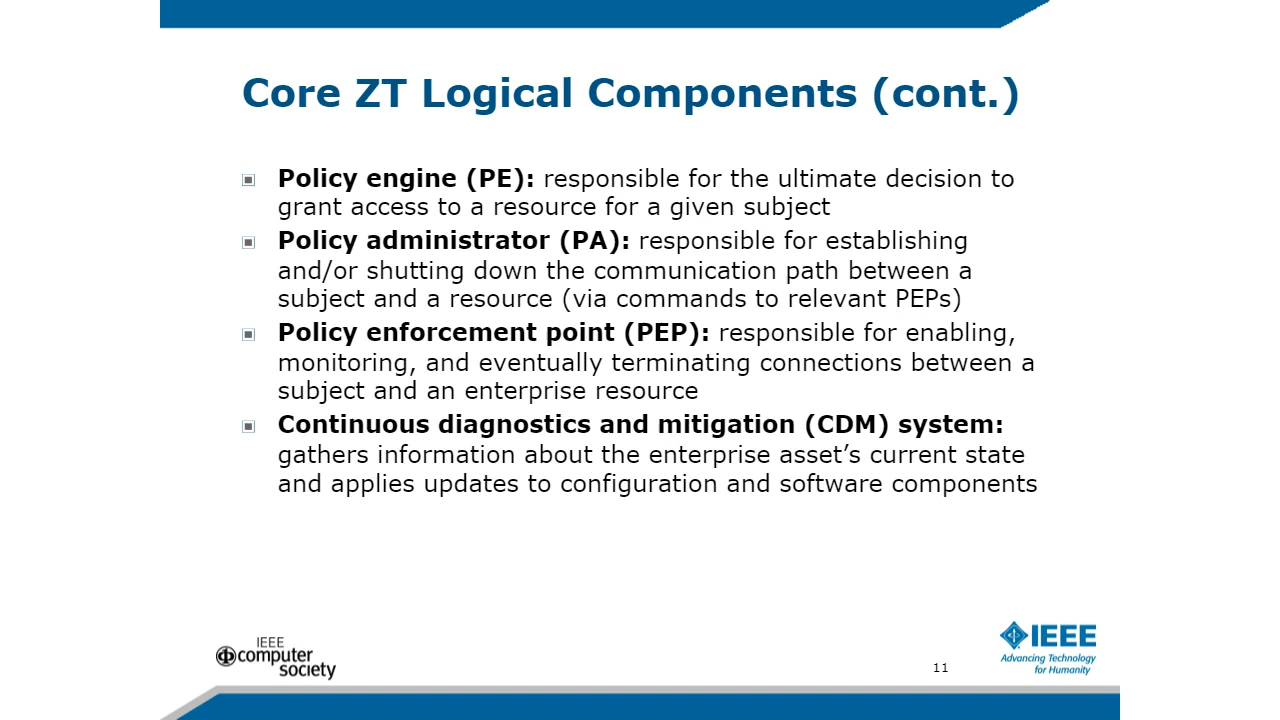 Core ZT Logical Components (cont.)
Policy engine (PE): responsible for the ultimate decision to
grant access to a resource for a given subject
Policy administrator (PA): responsible for establishing
and/or shutting down the communication path between a
subject and a resource (via commands to relevant PEPs)
Policy enforcement point (PEP): responsible for enabling,
monitoring, and eventually terminating connections between a
subject and an enterprise resource
Continuous diagnostics and mitigation (CDM) system:
gathers information about the enterprise asset’s current state
and applies updates to configuration and software components
IEEE
computer
society
11
IEEE
Advancing Technology
for Humanity